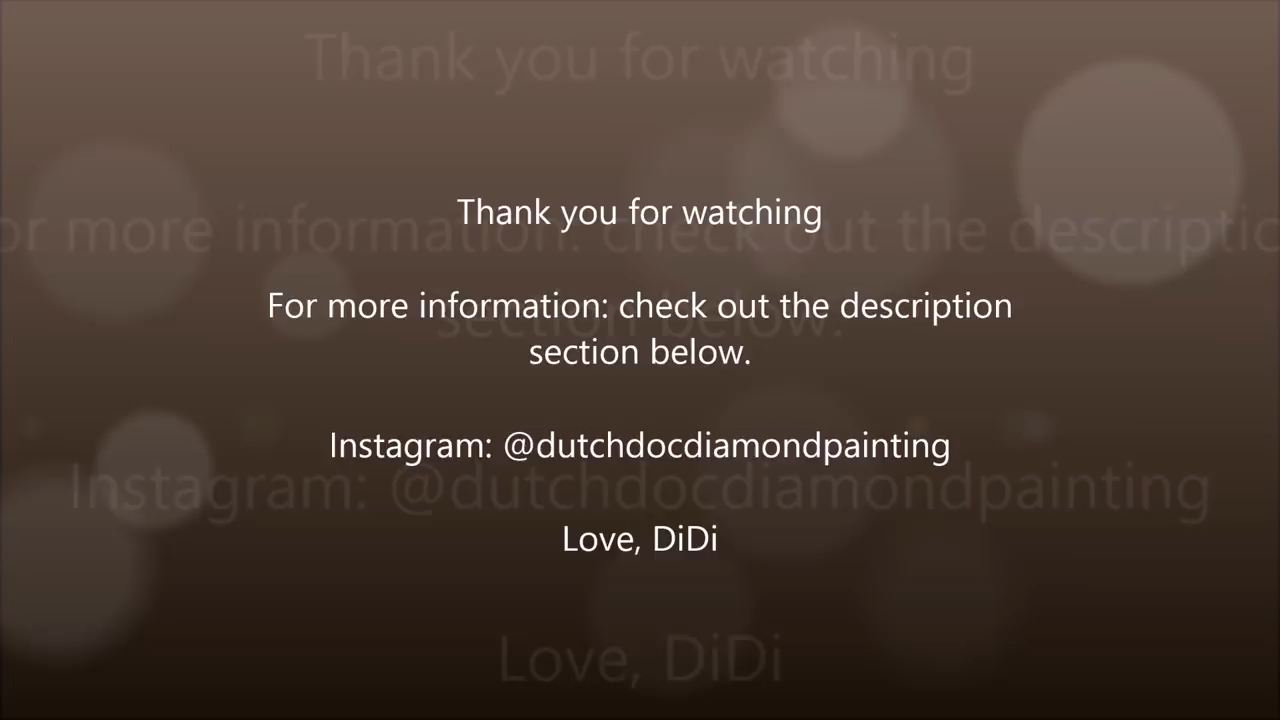 Thank you for watching
For more information: check out the description
section below.
Instagram: @dutchdocdiamondpainting
Love, DiDi